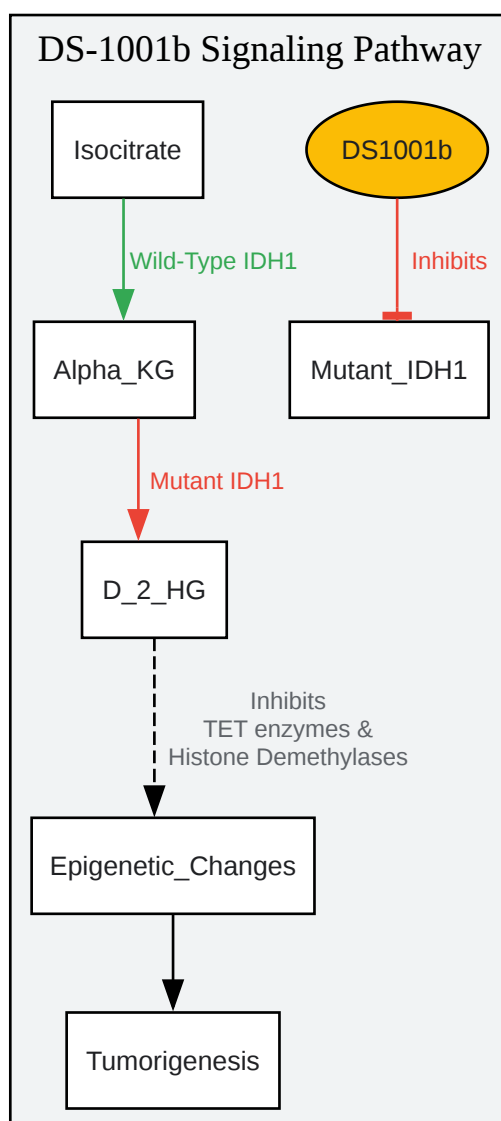 DS-1001b Signaling Pathway
Isocitrate
DS1001b
Wild-Type IDH1
Inhibits
Alpha_KG
Mutant_IDH1
Mutant IDH1
D_2_HG
Inhibits
TET enzymes &
Histone Demethylases
Epigenetic_Changes
Tumorigenesis